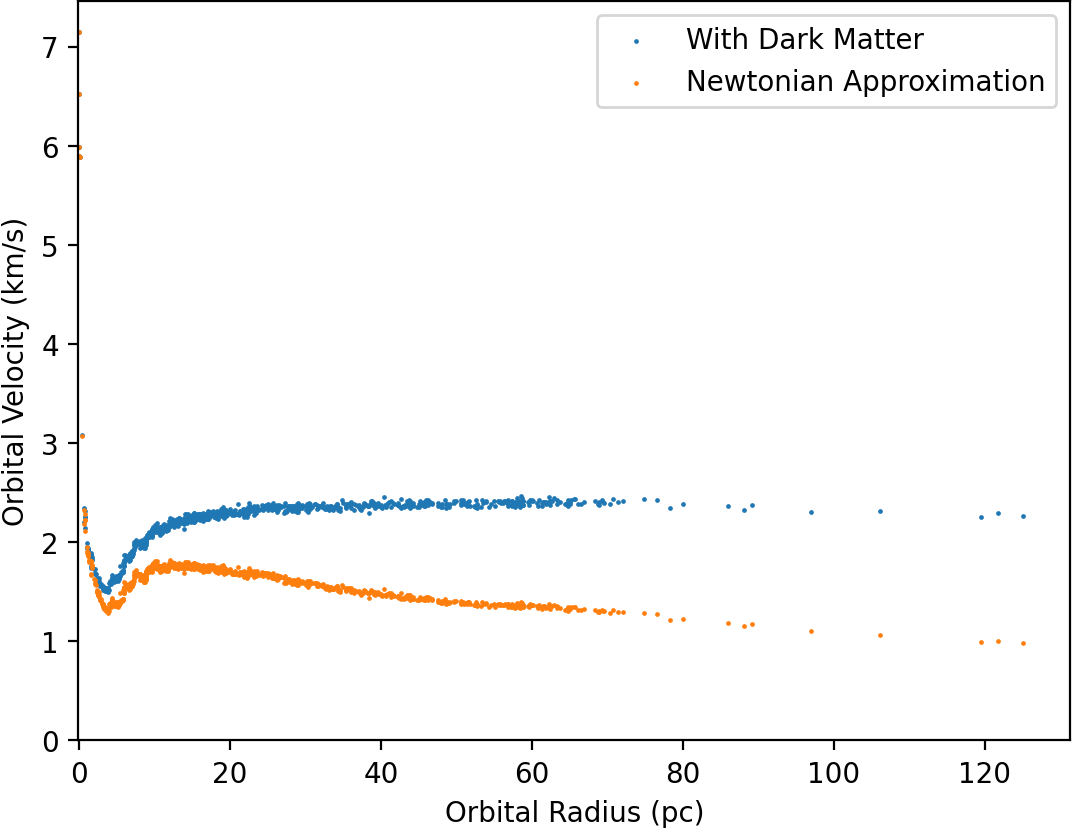 With Dark Matter
Newtonian Approximation
Orbital Velocity (km/s)
7
6
5
4
3
2
1
0
0 20 40 60 80 100 120
Orbital Radius (pc)